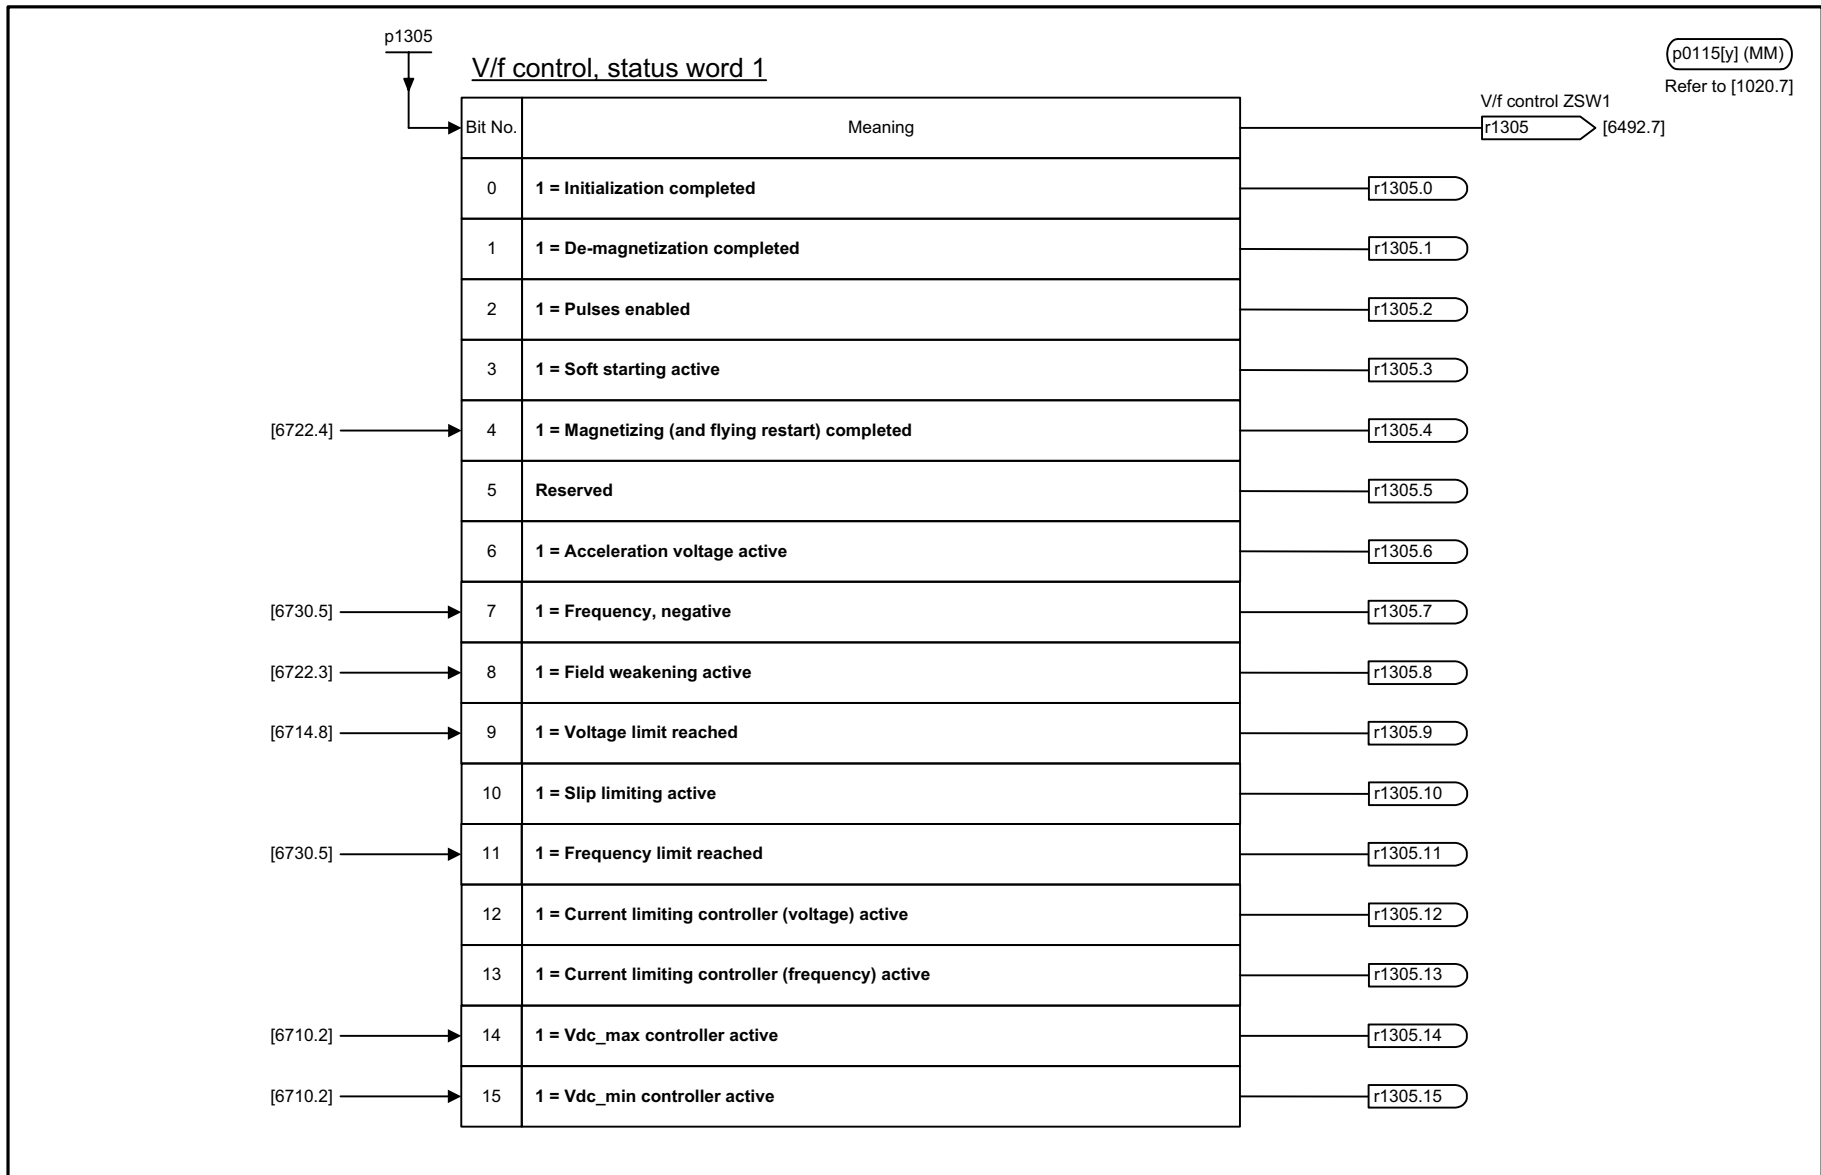 p1305
p0115[y] (MM)
V/f control, status word 1
Refer to [1020.7]
V/f control ZSW1
Bit No. Meaning r1305 [6492.7]
0 1 = Initialization completed r1305.0
1 1 = De-magnetization completed r1305.1
2 1 = Pulses enabled r1305.2
3 1 = Soft starting active r1305.3
[6722.4] 4 1 = Magnetizing (and flying restart) completed r1305.4
5 Reserved r1305.5
6 1 = Acceleration voltage active r1305.6
[6730.5] 7 1 = Frequency, negative r1305.7
[6722.3] 8 1 = Field weakening active r1305.8
[6714.8] 9 1 = Voltage limit reached r1305.9
10 1 = Slip limiting active r1305.10
[6730.5] 11 1 = Frequency limit reached r1305.11
12 1 = Current limiting controller (voltage) active r1305.12
13 1 = Current limiting controller (frequency) active r1305.13
[6710.2] 14 1 = Vdc_max controller active r1305.14
[6710.2] 15 1 = Vdc_min controller active r1305.15